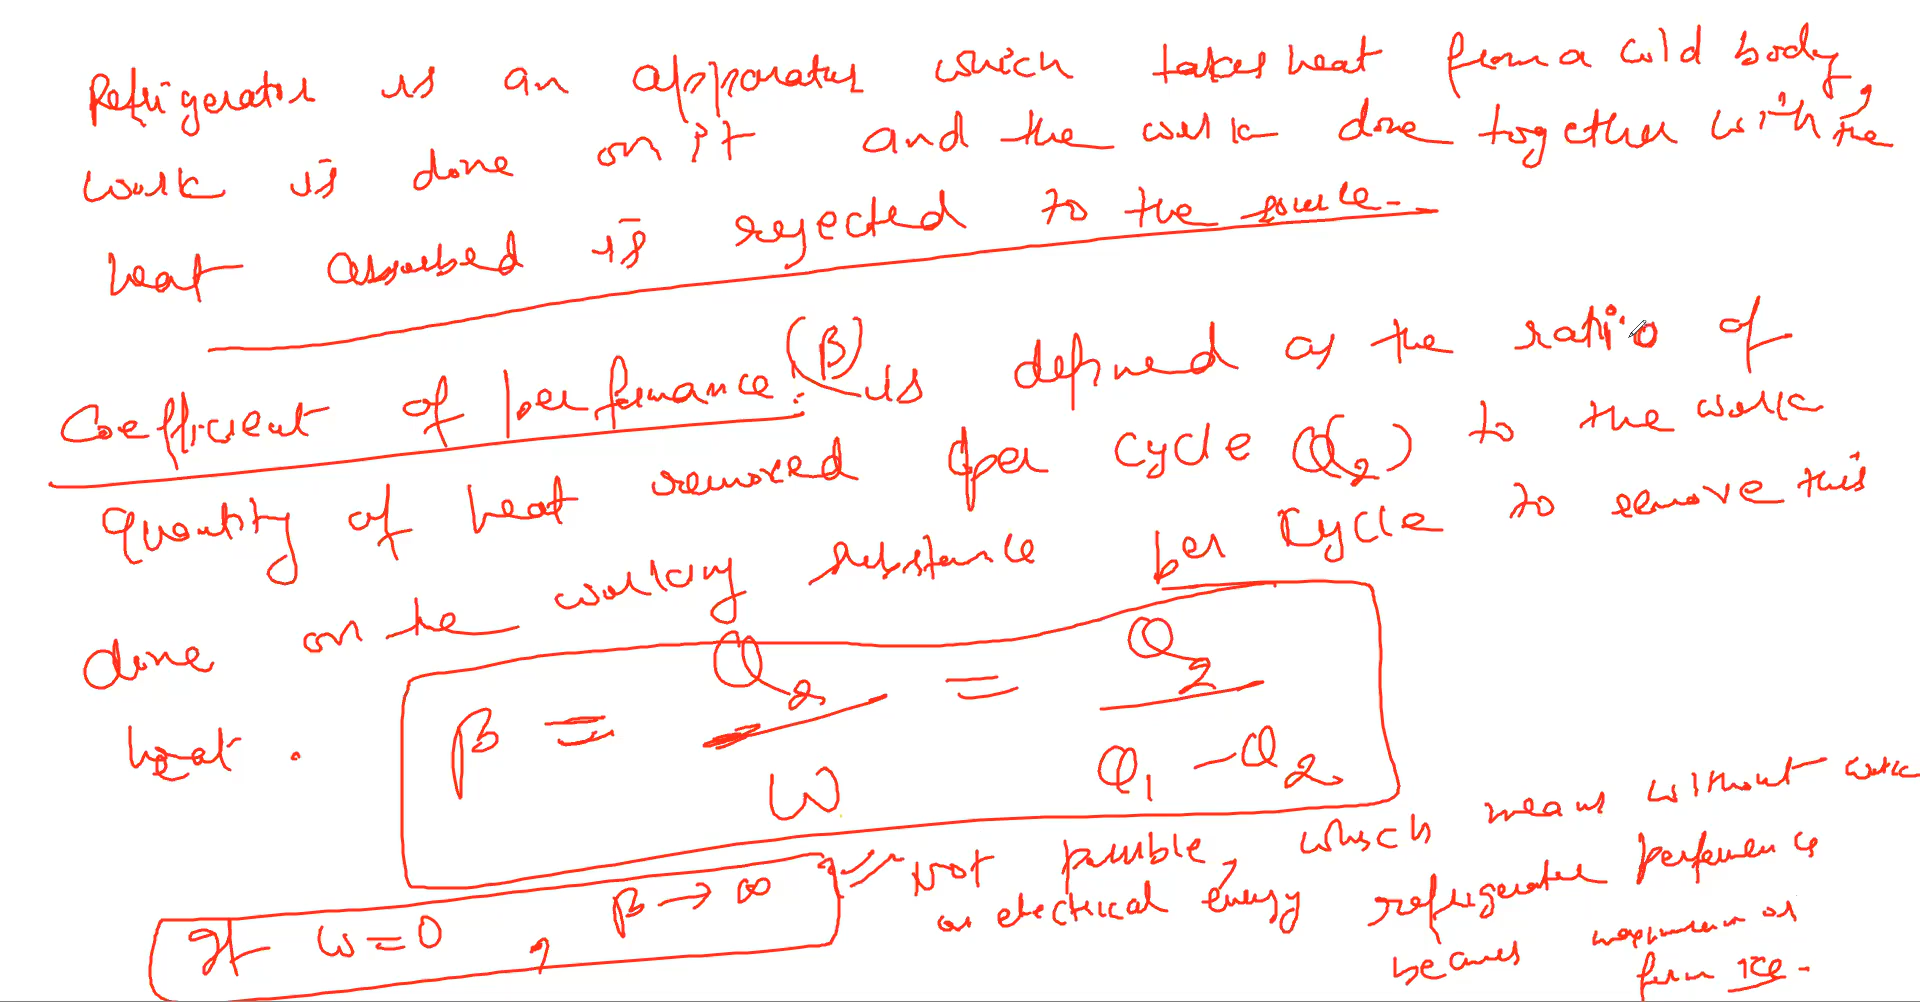 Refrigerator is an apparatus which takes heat from a cold body,
work is done on it and the work done together with the
heat absorbed is rejected to the source.
Coefficient of performance: (β) is defined as the ratio of
quantity of heat removed per cycle (Q2) to the work
done on the working substance per cycle to remove this
heat.
β = Q2 / W = Q2 / Q1 - Q2
If W = 0, β → ∞
Not possible, which means without work
or electrical energy refrigerator performence
becomes or
form ice.